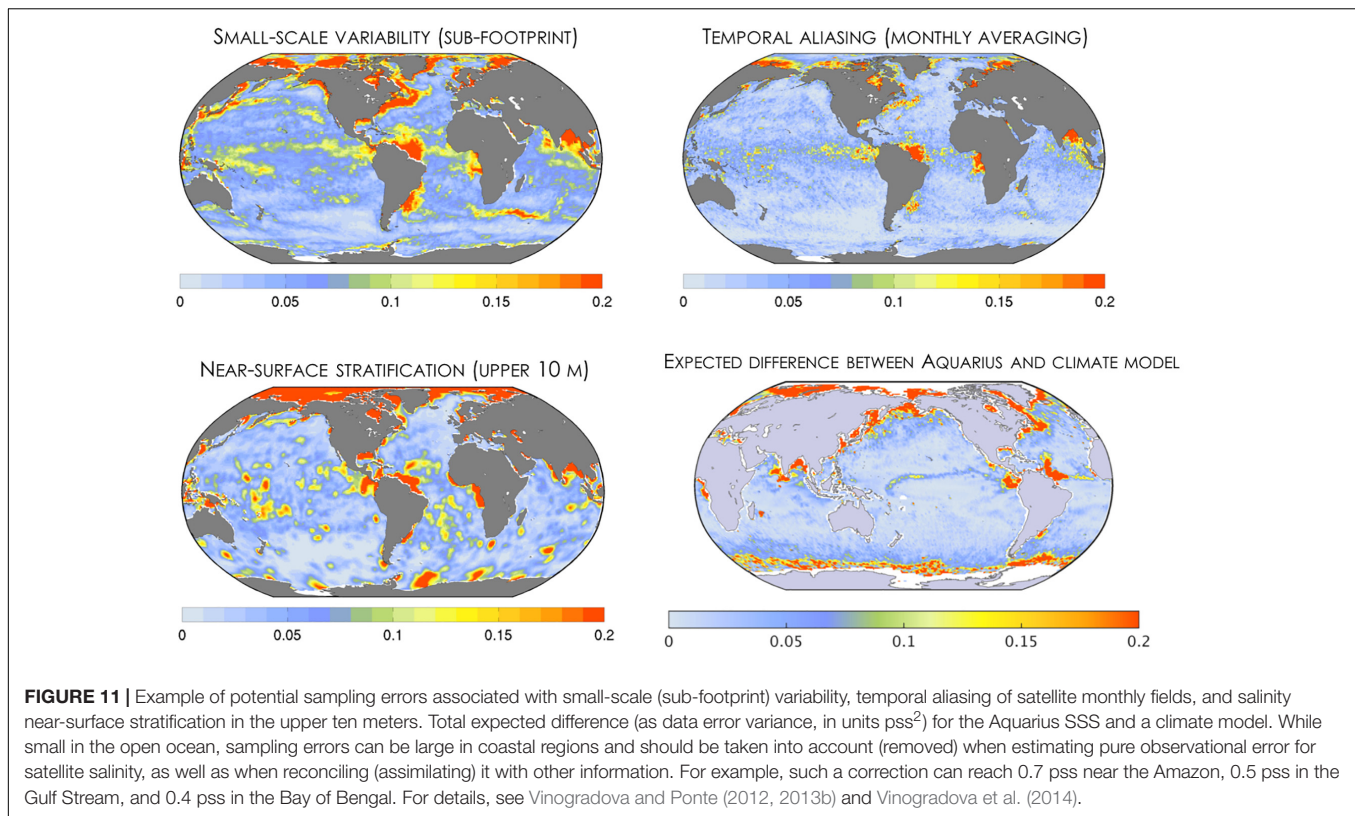 SMALL-SCALE VARIABILITY (SUB-FOOTPRINT)
TEMPORAL ALIASING (MONTHLY AVERAGING)
0 0.05 0.1 0.15 0.2
0 0.05 0.1 0.15 0.2
NEAR-SURFACE STRATIFICATION (UPPER 10 M)
EXPECTED DIFFERENCE BETWEEN AQUARIUS AND CLIMATE MODEL
0 0.05 0.1 0.15 0.2
0 0.05 0.1 0.15 0.2
FIGURE 11 | Example of potential sampling errors associated with small-scale (sub-footprint) variability, temporal aliasing of satellite monthly fields, and salinity
near-surface stratification in the upper ten meters. Total expected difference (as data error variance, in units pss²) for the Aquarius SSS and a climate model. While
small in the open ocean, sampling errors can be large in coastal regions and should be taken into account (removed) when estimating pure observational error for
satellite salinity, as well as when reconciling (assimilating) it with other information. For example, such a correction can reach 0.7 pss near the Amazon, 0.5 pss in the
Gulf Stream, and 0.4 pss in the Bay of Bengal. For details, see Vinogradova and Ponte (2012, 2013b) and Vinogradova et al. (2014).